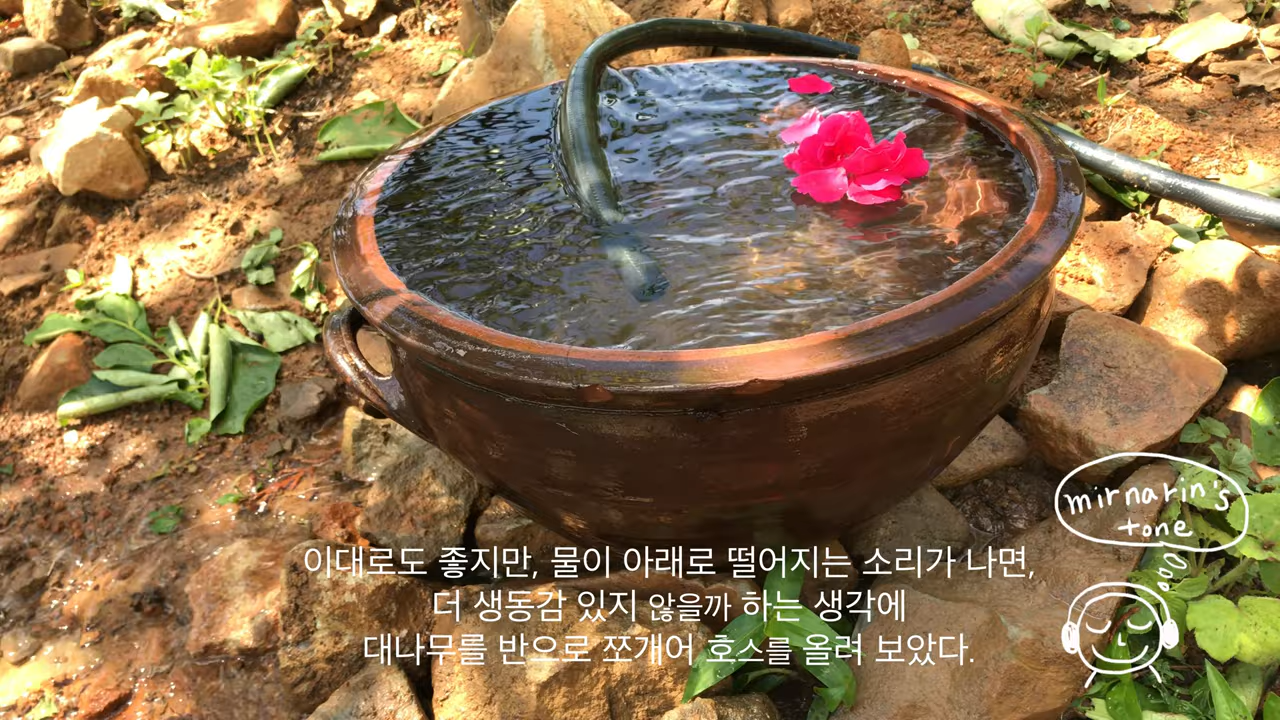 mirnarin's
tone
이대로도 좋지만, 물이 아래로 떨어지는 소리가 나면,
더 생동감 있지 않을까 하는 생각에
대나무를 반으로 쪼개어 호스를 올려 보았다.